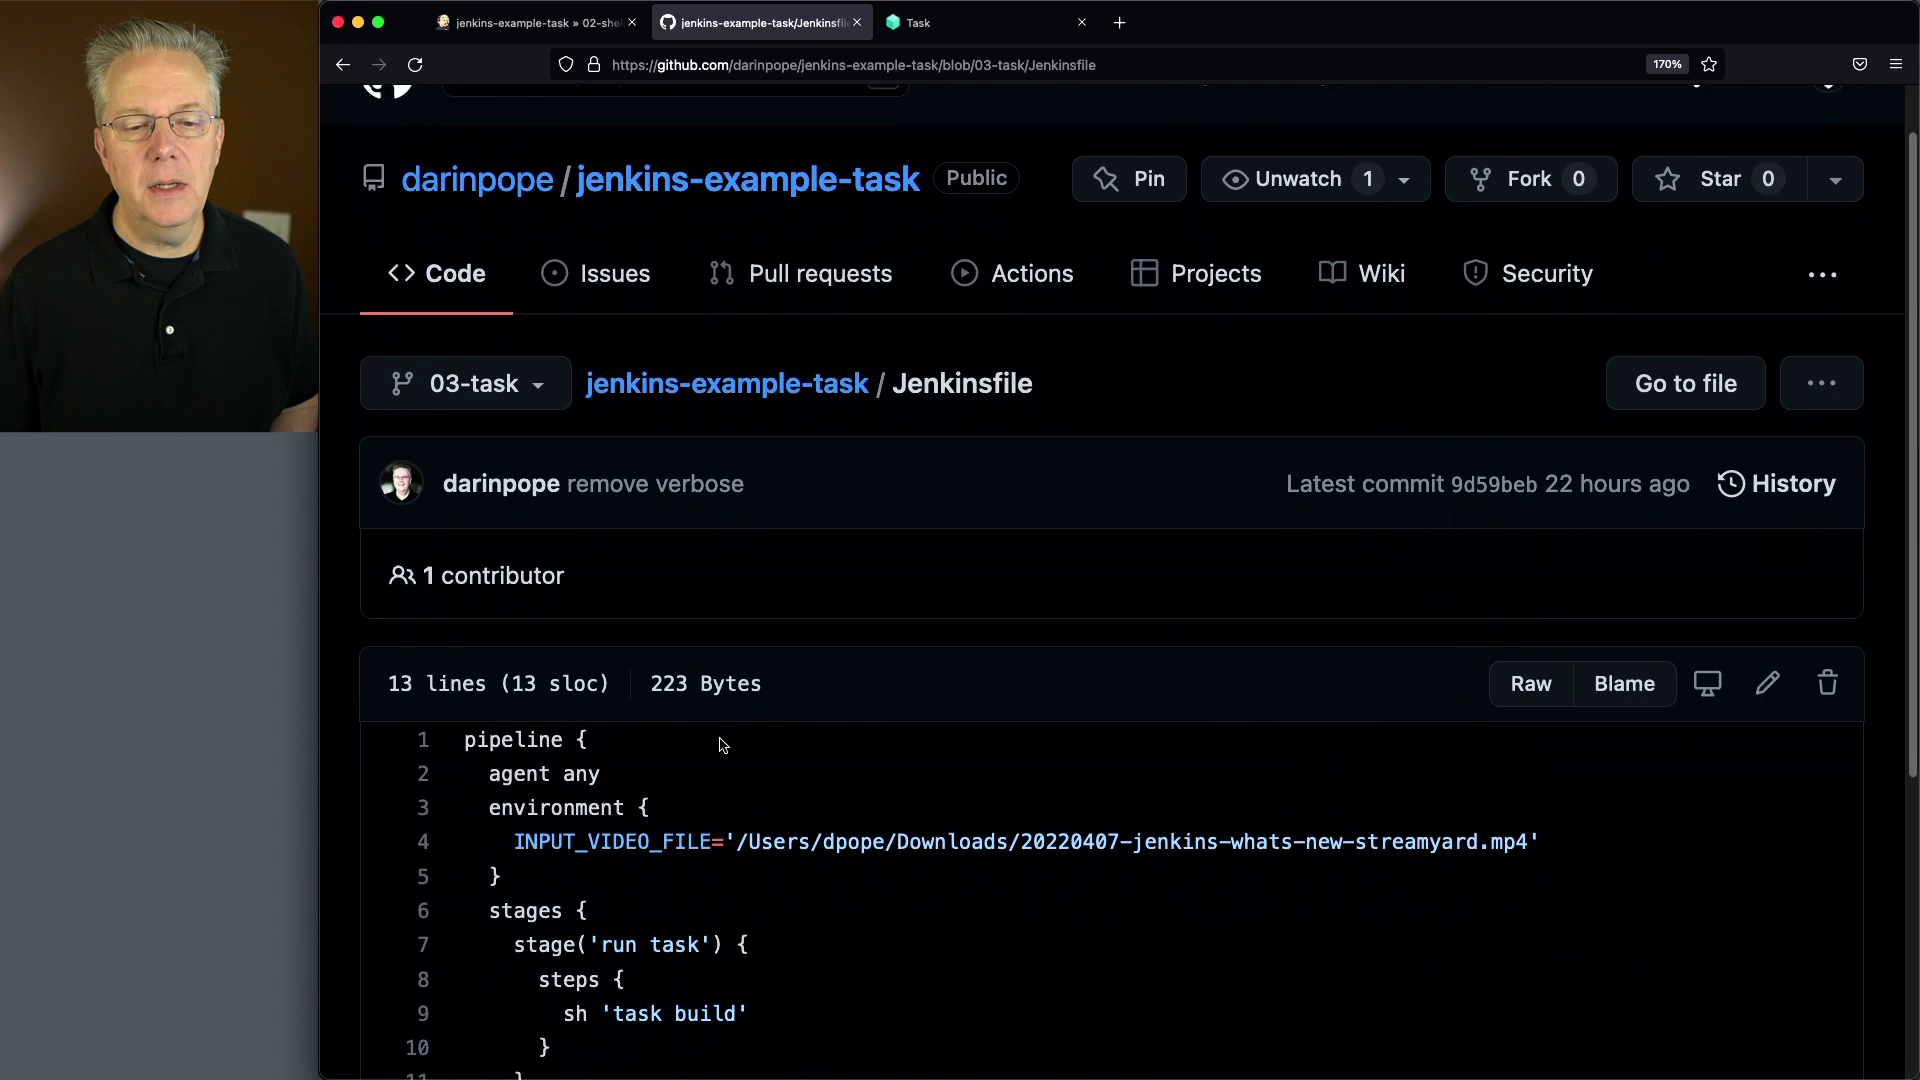 jenkins-example-task » 02-shel
jenkins-example-task/Jenkinsfil
Task
https://github.com/darinpope/jenkins-example-task/blob/03-task/Jenkinsfile
170%
darinpope / jenkins-example-task Public
Pin
Unwatch 1
Fork 0
Star 0
Code
Issues
Pull requests
Actions
Projects
Wiki
Security
03-task
jenkins-example-task / Jenkinsfile
Go to file
darinpope remove verbose
Latest commit 9d59beb 22 hours ago
History
1 contributor
13 lines (13 sloc)
223 Bytes
Raw
Blame
1 pipeline {
2 agent any
3 environment {
4 INPUT_VIDEO_FILE='/Users/dpope/Downloads/20220407-jenkins-whats-new-streamyard.mp4'
5 }
6 stages {
7 stage('run task') {
8 steps {
9 sh 'task build'
10 }
11 }